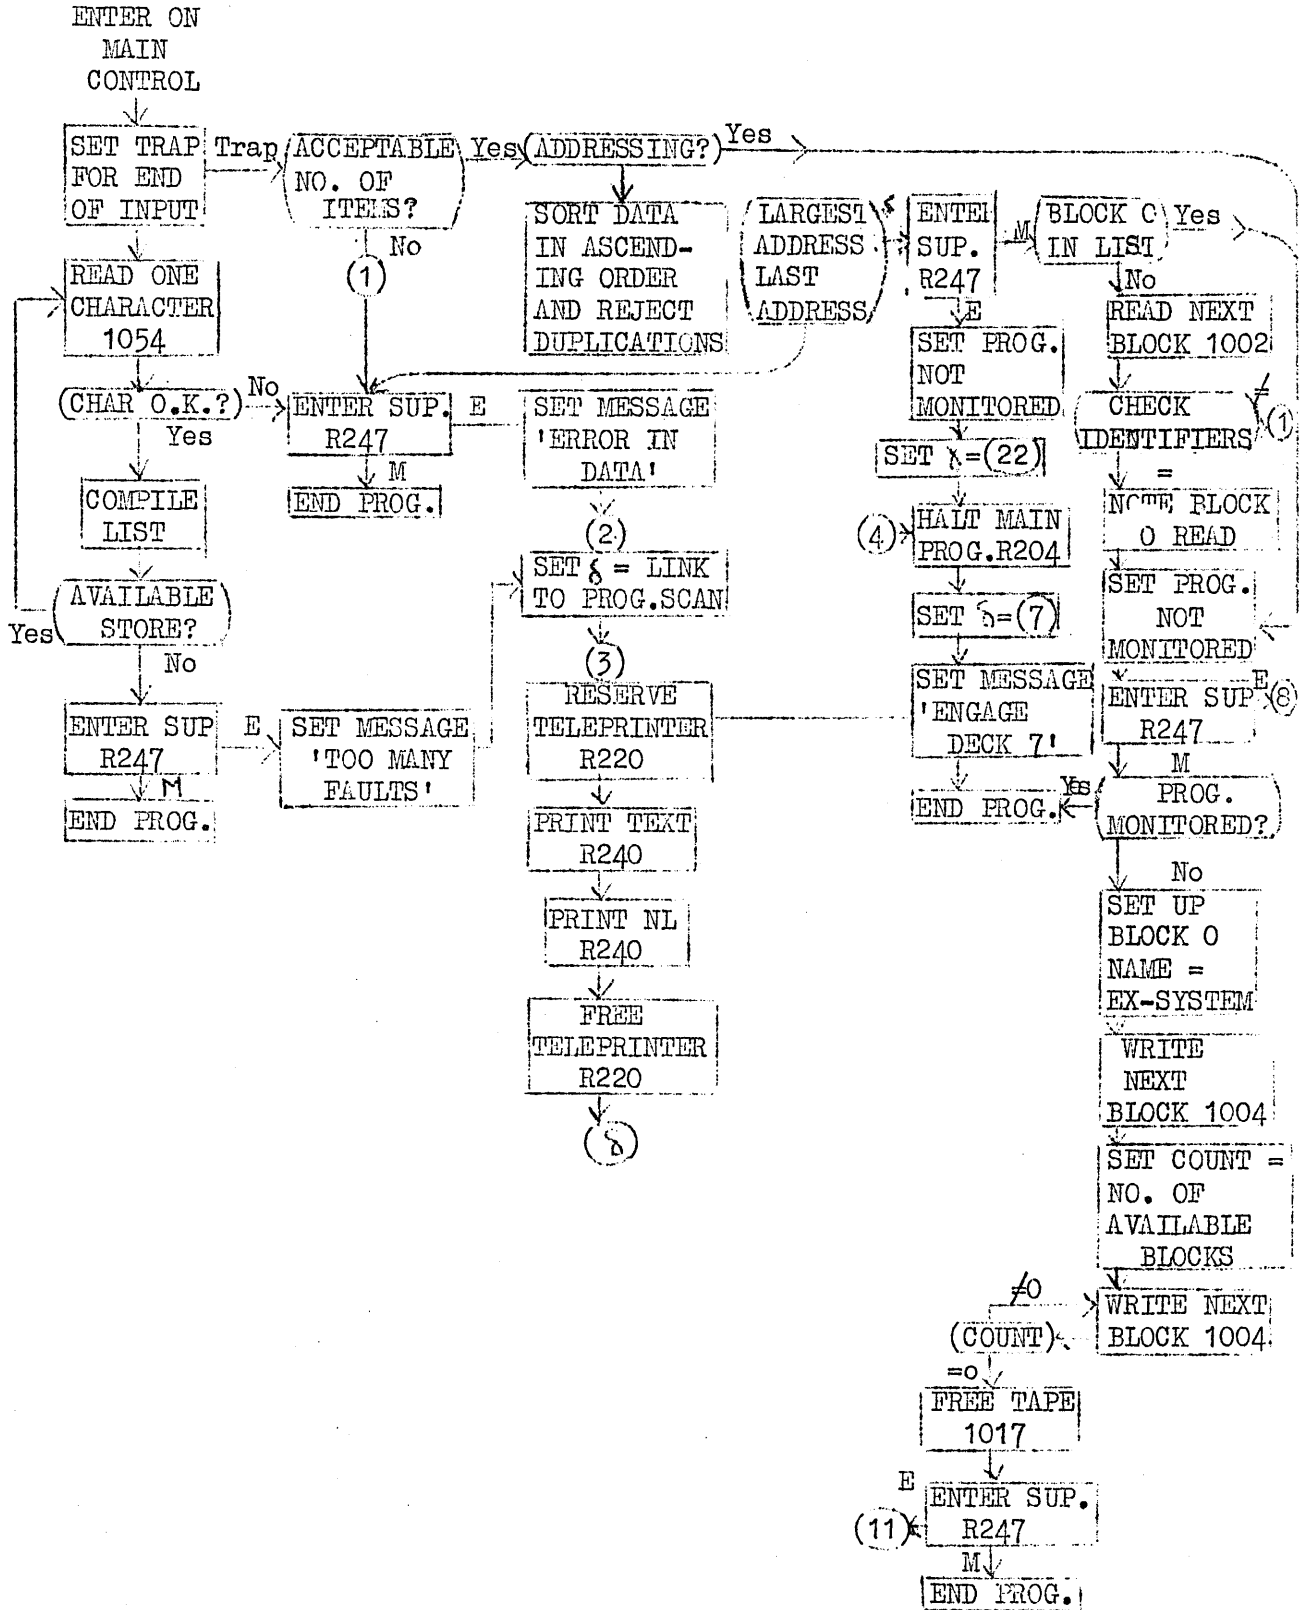 ENTER ON
MAIN
CONTROL
SET TRAP
FOR END
OF INPUT
Trap
ACCEPTABLE
NO. OF
ITEMS?
Yes
No
(1)
(ADDRESSING?)
Yes
READ ONE
CHARACTER
1054
(CHAR O.K.?)
No
Yes
COMPILE
LIST
AVAILABLE
STORE?
Yes
No
ENTER SUP
R247
E
M
END PROG.
SET MESSAGE
'TOO MANY
FAULTS'
ENTER SUP.
R247
E
M
END PROG.
SORT DATA
IN ASCEND-
ING ORDER
AND REJECT
DUPLICATIONS
LARGEST
ADDRESS
LAST
ADDRESS
SET MESSAGE
'ERROR IN
DATA'
(2)
SET δ = LINK
TO PROG.SCAN
(3)
RESERVE
TELEPRINTER
R220
PRINT TEXT
R240
PRINT NL
R240
FREE
TELEPRINTER
R220
(δ)
ENTER
SUP.
R247
M
E
SET PROG.
NOT
MONITORED
SET γ=(22)
(4)
HALT MAIN
PROG.R204
SET δ=(7)
SET MESSAGE
'ENGAGE
DECK 7'
END PROG.
BLOCK 0
IN LIST
Yes
No
READ NEXT
BLOCK 1002
CHECK
IDENTIFIERS
≠
(1)
=
NOTE BLOCK
0 READ
SET PROG.
NOT
MONITORED
ENTER SUP
R247
E
(8)
M
PROG.
MONITORED?
Yes
No
SET UP
BLOCK 0
NAME =
EX-SYSTEM
WRITE
NEXT
BLOCK 1004
SET COUNT =
NO. OF
AVAILABLE
BLOCKS
WRITE NEXT
BLOCK 1004
≠0
(COUNT)
=0
FREE TAPE
1017
E
ENTER SUP.
R247
(11)
M
END PROG.